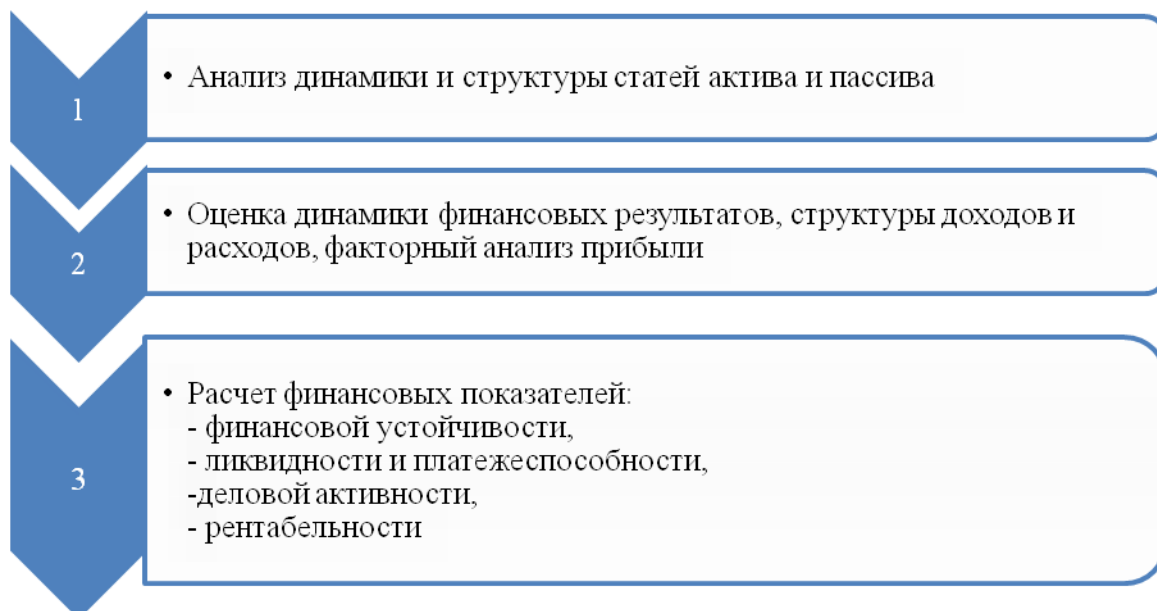 1
• Анализ динамики и структуры статей актива и пассива
2
• Оценка динамики финансовых результатов, структуры доходов и
расходов, факторный анализ прибыли
3
• Расчет финансовых показателей:
- финансовой устойчивости,
- ликвидности и платежеспособности,
-деловой активности,
- рентабельности